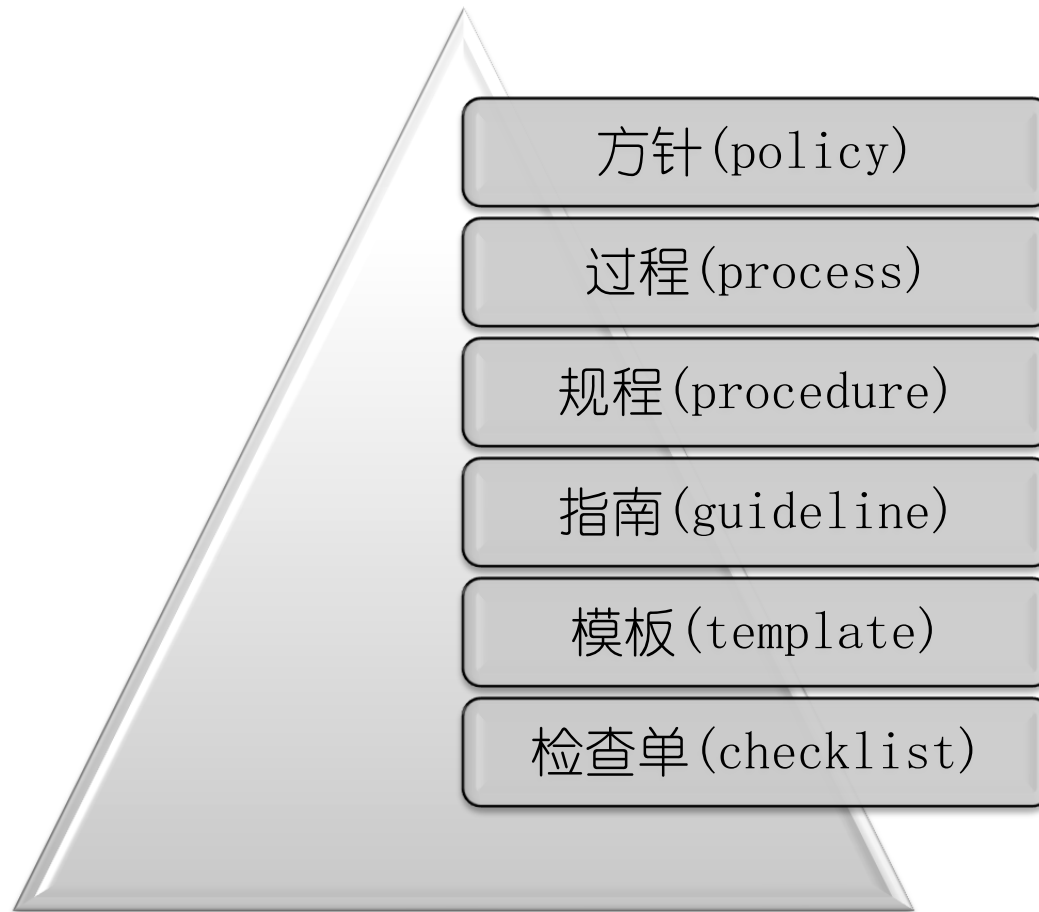 方针(policy)
过程(process)
规程(procedure)
指南(guideline)
模板(template)
检查单(checklist)